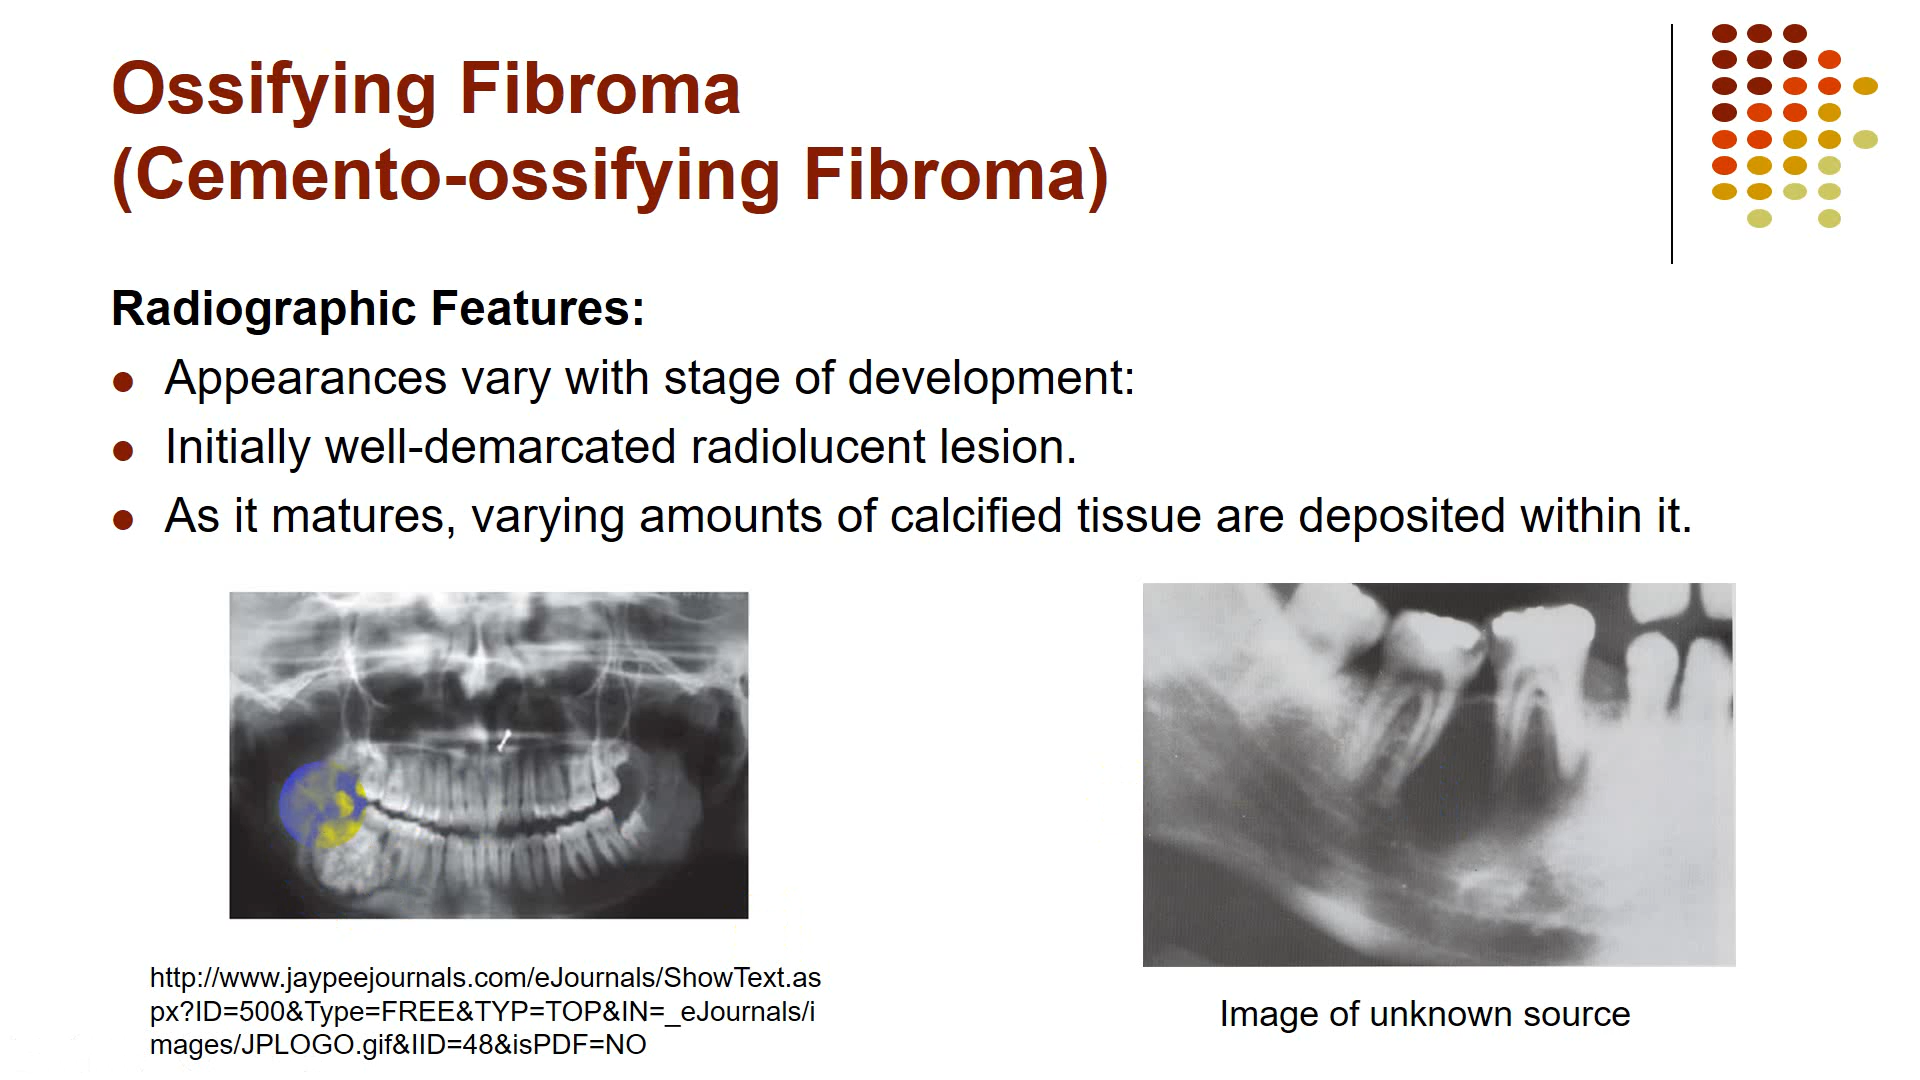 Ossifying Fibroma
(Cemento-ossifying Fibroma)
Radiographic Features:
Appearances vary with stage of development:
Initially well-demarcated radiolucent lesion.
As it matures, varying amounts of calcified tissue are deposited within it.
http://www.jaypeejournals.com/eJournals/ShowText.as
px?ID=500&Type=FREE&TYP=TOP&IN=_eJournals/i
mages/JPLOGO.gif&IID=48&isPDF=NO
Image of unknown source